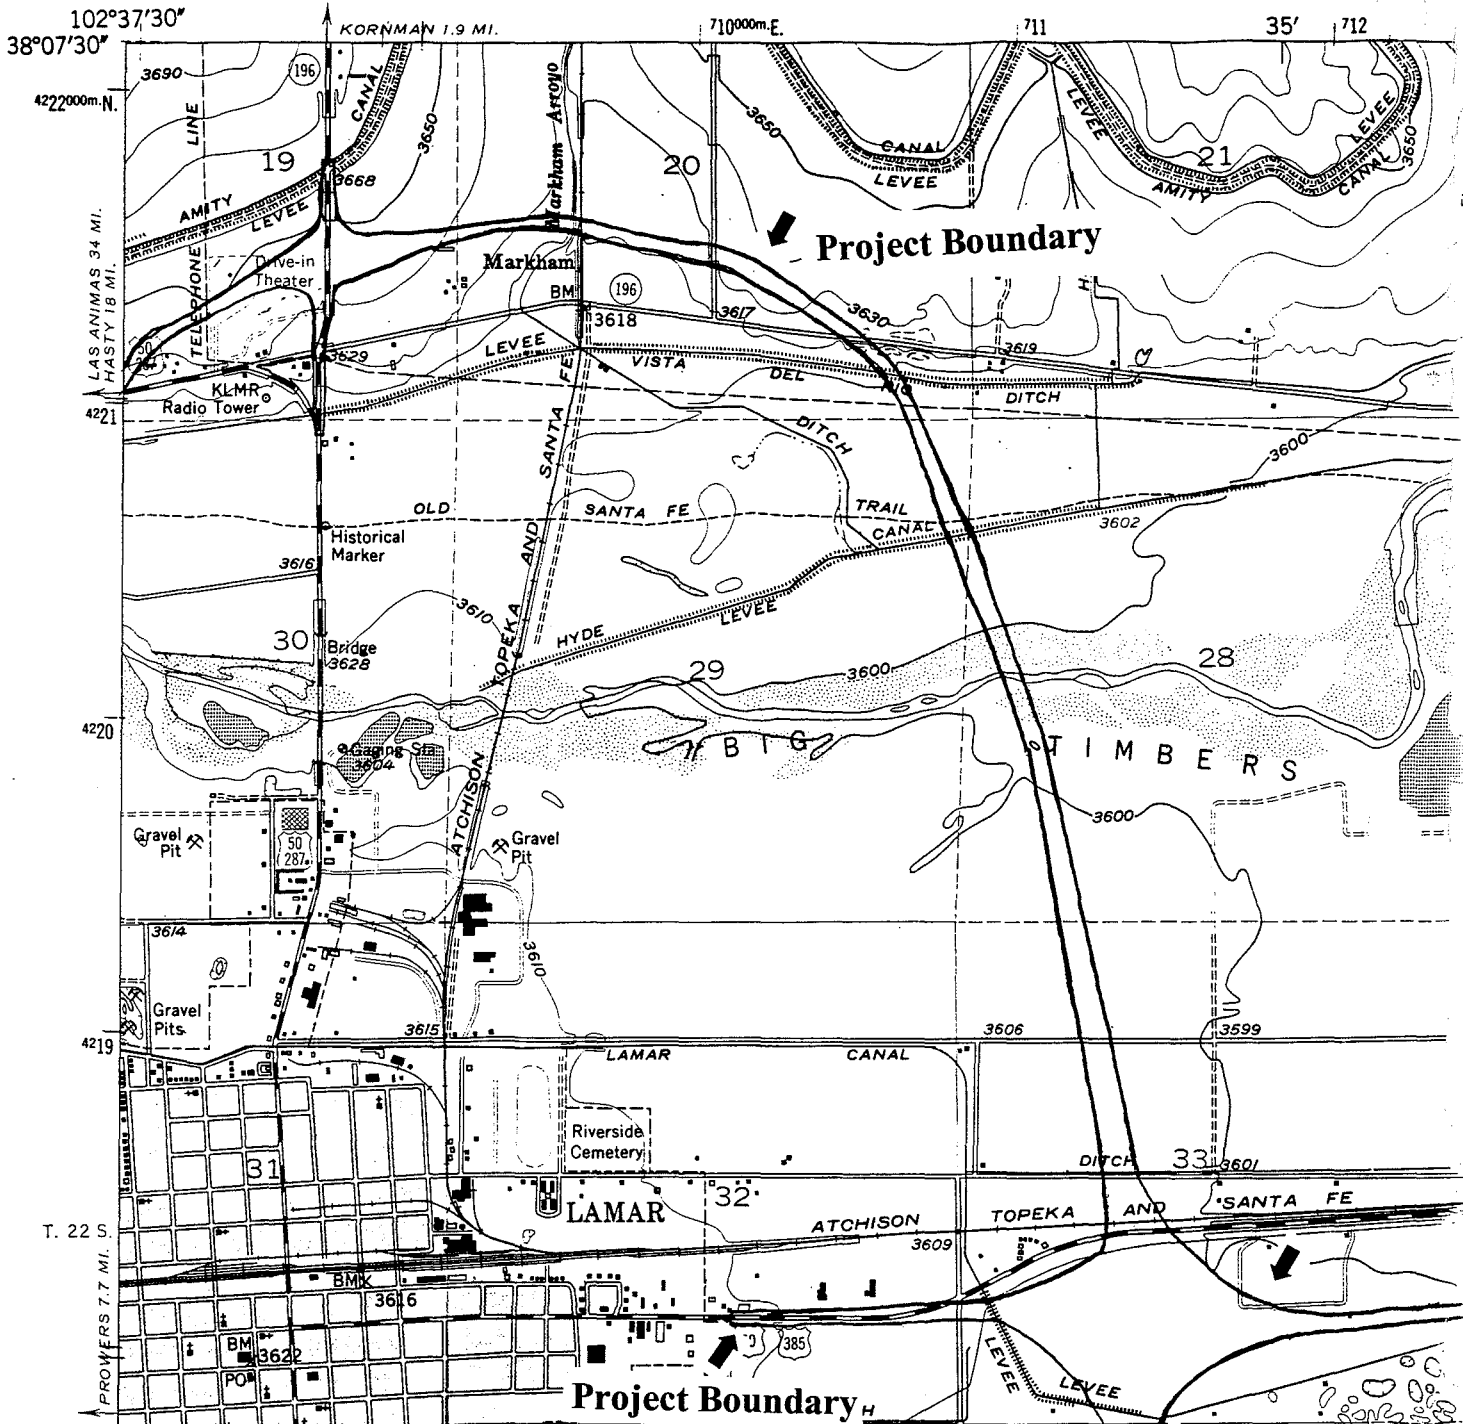 102°37'30"
KORNMAN 1.9 MI.
710000m. E.
711
35'
712
38°07'30"
3690
196
CANAL
3650
Markham Arroyo
3650
LEVEE
LEVEE
3650
4222000m. N.
LINE
19
20
CANAL
LEVEE
21
AMITY
CANAL
3668
AMITY
LEVEE
LAS ANIMAS 34 MI.
HASTY 18 MI.
TELEPHONE
Drive-in
Theater
Markham
Project Boundary
BM
196
3618
3617
3630
3619
H
50
3629
LEVEE
VISTA
DEL
DITCH
KLMR
Radio Tower
4221
SANTA FE
DITCH
3600
OLD
SANTA FE
TRAIL
CANAL
3602
Historical
Marker
3616
AND
3610
TOPEKA
HYDE
LEVEE
30
Bridge
3628
29
3600
28
4220
BIG
TIMBERS
Gaging Sta
3604
ATCHISON
3600
Gravel
Pit
50
287
Gravel
Pit
3614
3610
Gravel
Pits
3615
3606
3599
4219
LAMAR
CANAL
Riverside
Cemetery
31
DITCH
33
3601
32
LAMAR
SANTA FE
T. 22 S.
ATCHISON
TOPEKA
AND
3609
BMX
3616
PROWERS 7.7 MI.
BM
3622
PO
385
LEVEE
LEVEE
Project Boundary
H